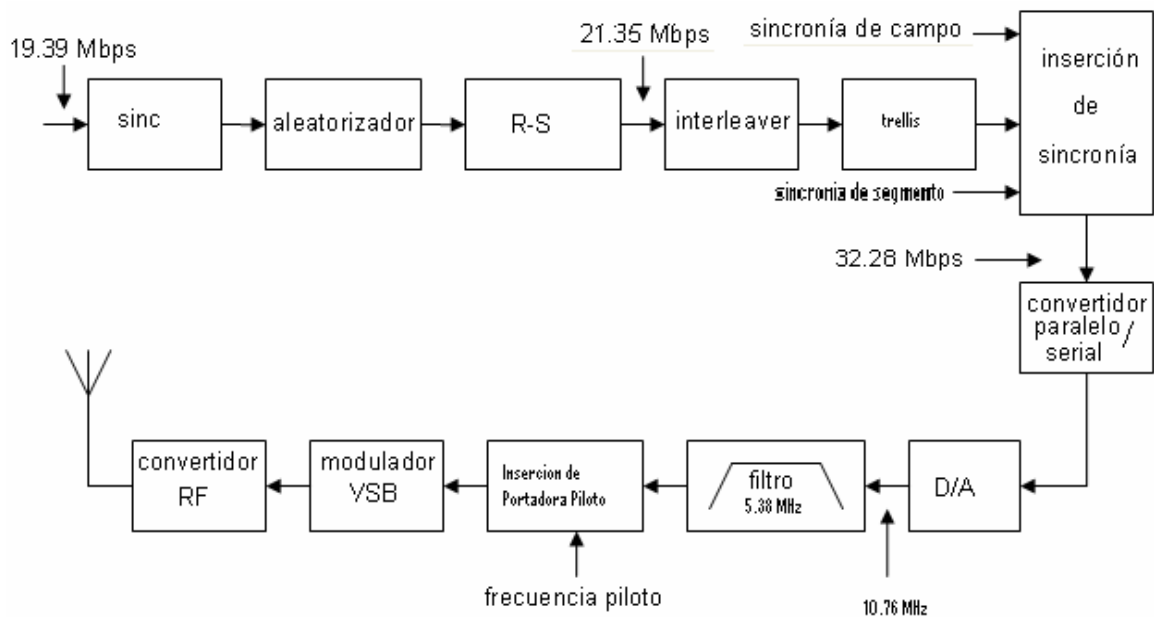 19.39 Mbps
21.35 Mbps
sincronía de campo
inserción
de
sincronía
sinc
aleatorizador
R-S
interleaver
trellis
sincronia de segmento
32.28 Mbps
convertidor
paralelo/
serial
convertidor
RF
modulador
VSB
Insercion de
Portadora Piloto
filtro
5.38 MHz
D/A
frecuencia piloto
10.76 MHz